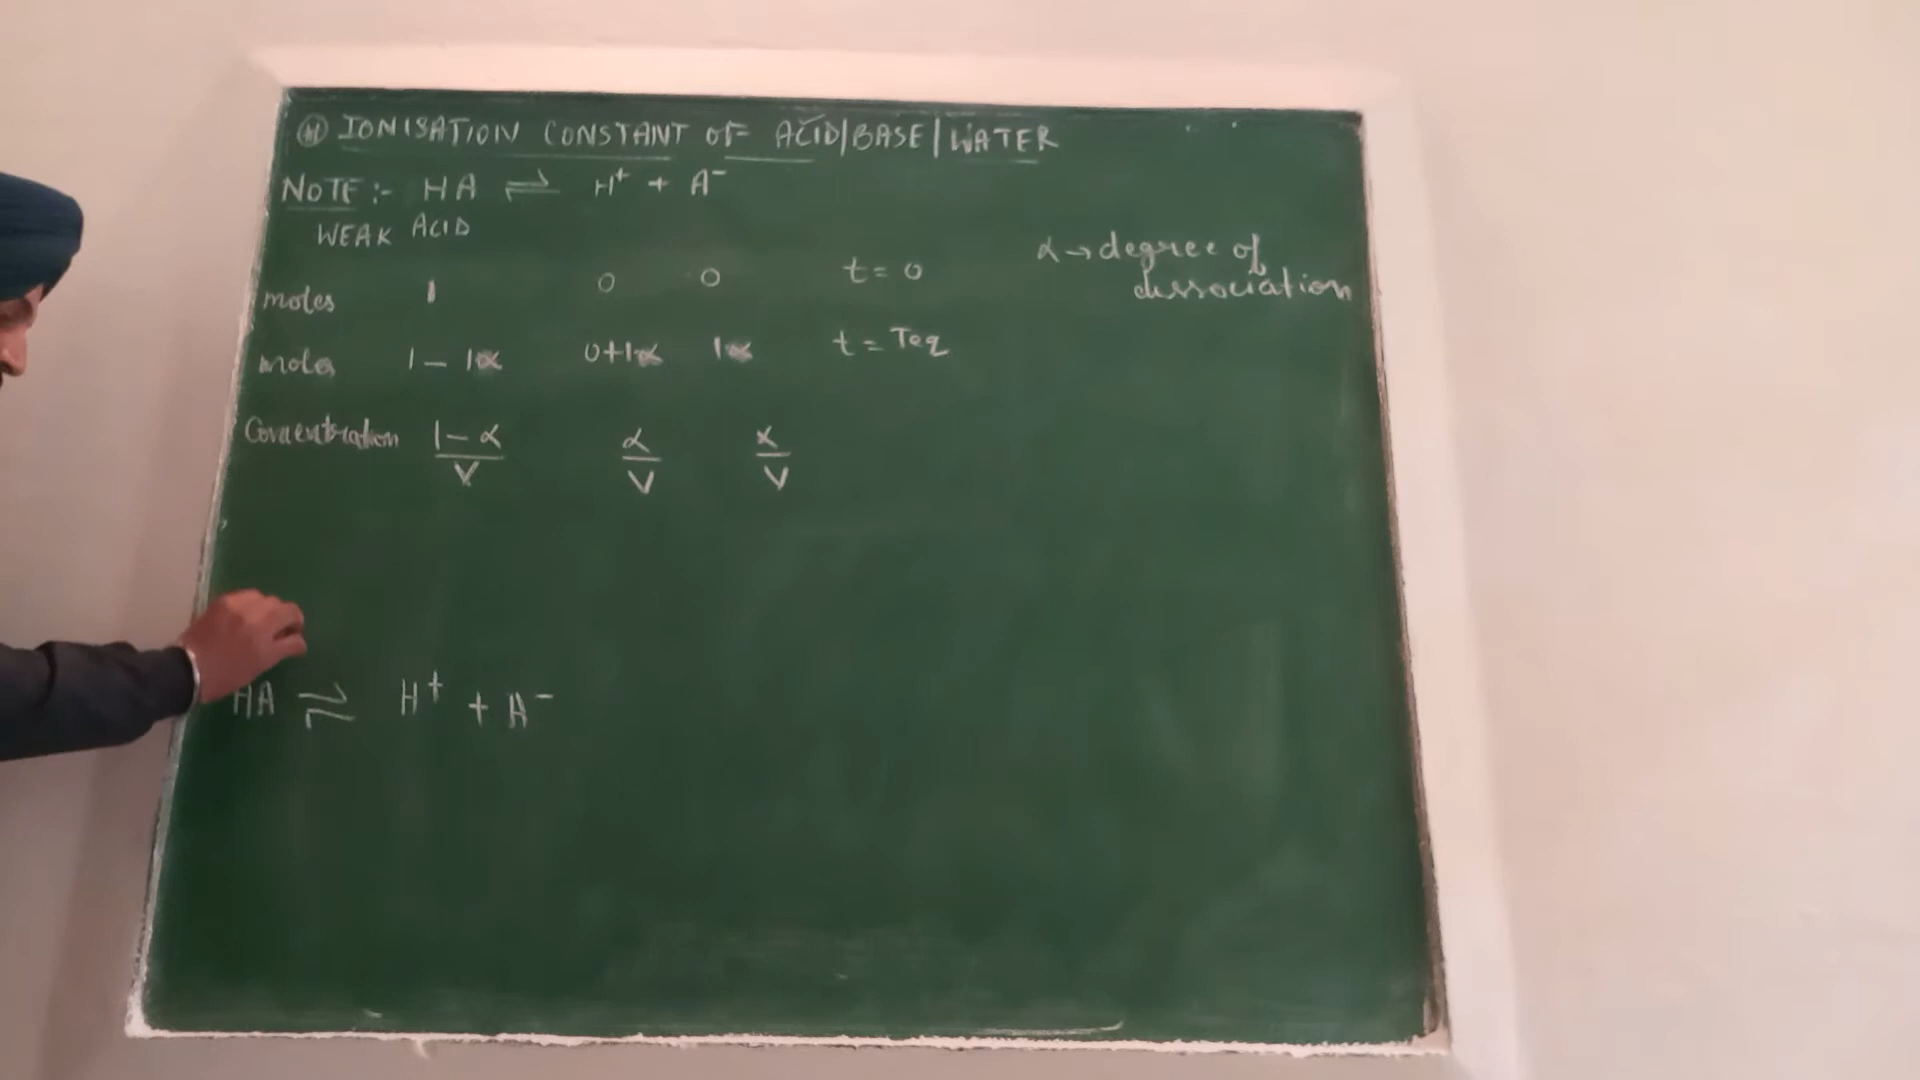 IONISATION CONSTANT OF ACID/BASE/WATER
NOTE:- HA ⇌ H⁺ + A⁻
WEAK ACID
α→degree of
dissociation
moles 1 0 0 t = 0
moles 1 - 1α 0+1α 1α t = Teq
Concentration (1-α)/V α/V α/V
HA ⇌ H⁺ + A⁻